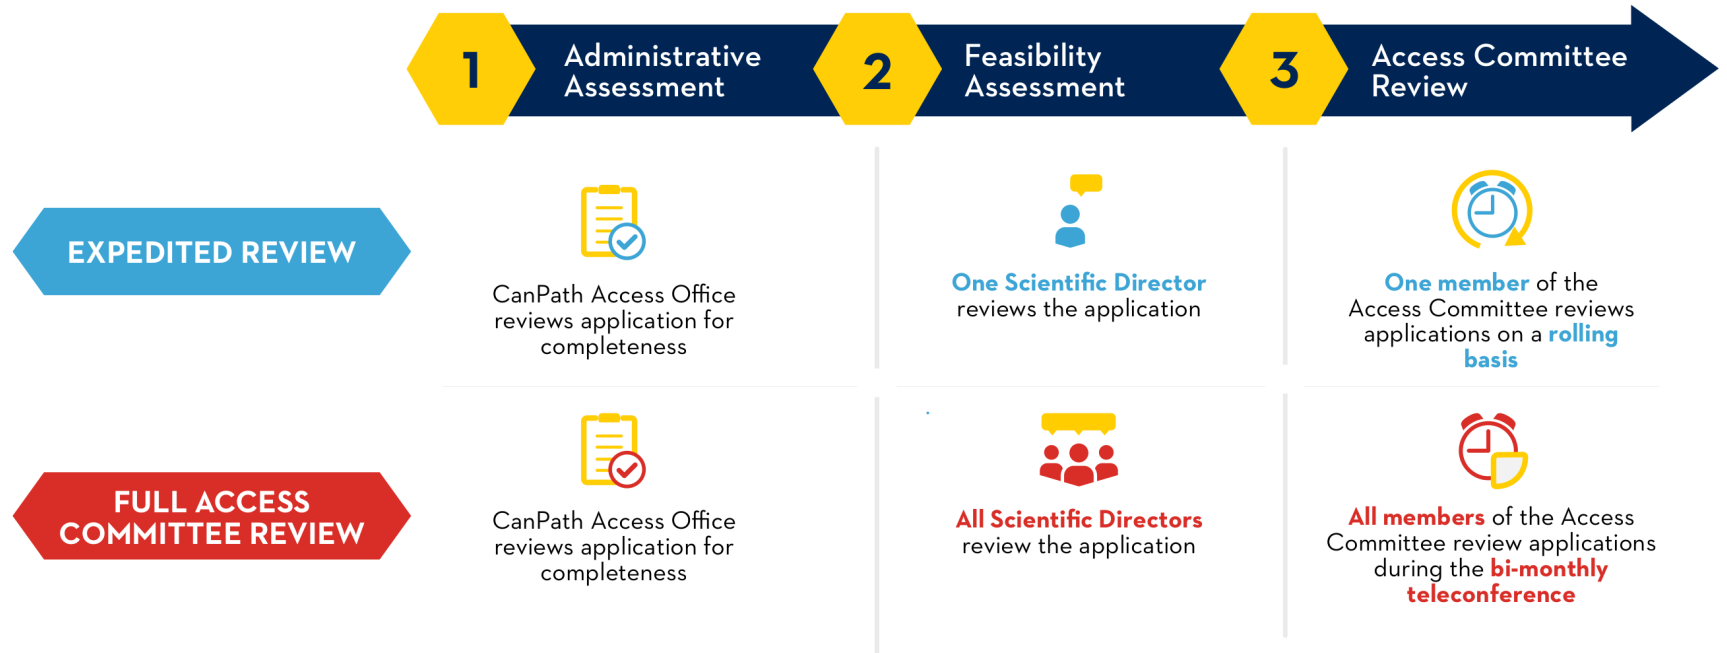 1
Administrative
Assessment
2
Feasibility
Assessment
3
Access Committee
Review
EXPEDITED REVIEW
CanPath Access Office
reviews application for
completeness
One Scientific Director
reviews the application
One member of the
Access Committee reviews
applications on a rolling
basis
FULL ACCESS
COMMITTEE REVIEW
CanPath Access Office
reviews application for
completeness
All Scientific Directors
review the application
All members of the Access
Committee review applications
during the bi-monthly
teleconference